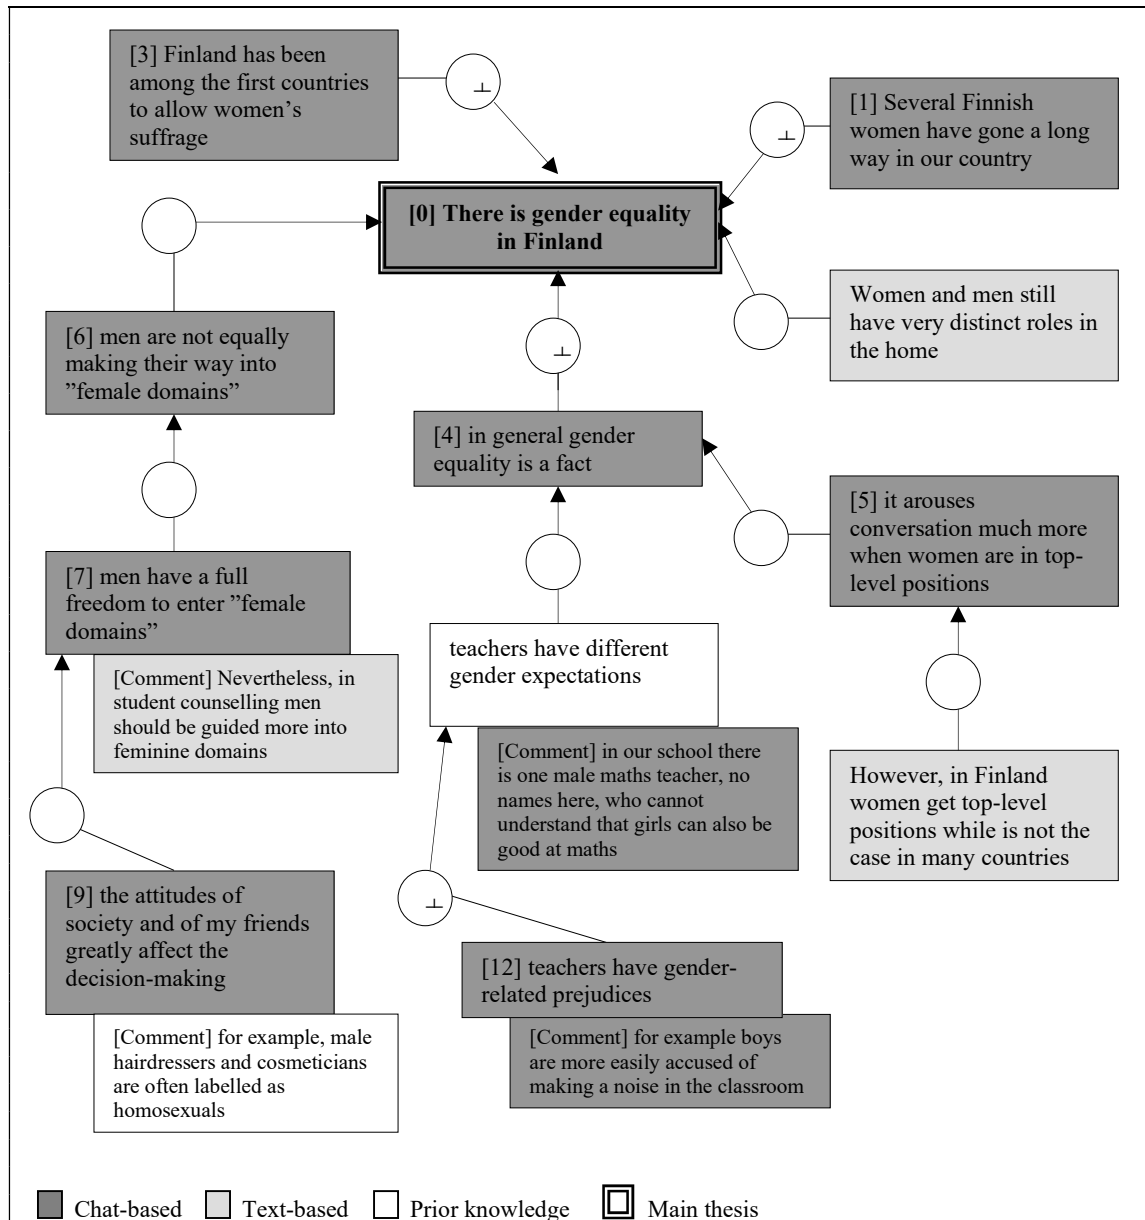 [3] Finland has been
among the first countries
to allow women’s
suffrage
[1] Several Finnish
women have gone a long
way in our country
[0] There is gender equality
in Finland
Women and men still
have very distinct roles in
the home
[6] men are not equally
making their way into
”female domains”
[4] in general gender
equality is a fact
[5] it arouses
conversation much more
when women are in top-
level positions
[7] men have a full
freedom to enter ”female
domains”
[Comment] Nevertheless, in
student counselling men
should be guided more into
feminine domains
teachers have different
gender expectations
[Comment] in our school there
is one male maths teacher, no
names here, who cannot
understand that girls can also be
good at maths
However, in Finland
women get top-level
positions while is not the
case in many countries
[9] the attitudes of
society and of my friends
greatly affect the
decision-making
[Comment] for example, male
hairdressers and cosmeticians
are often labelled as
homosexuals
[12] teachers have gender-
related prejudices
[Comment] for example boys
are more easily accused of
making a noise in the classroom
Chat-based Text-based Prior knowledge Main thesis